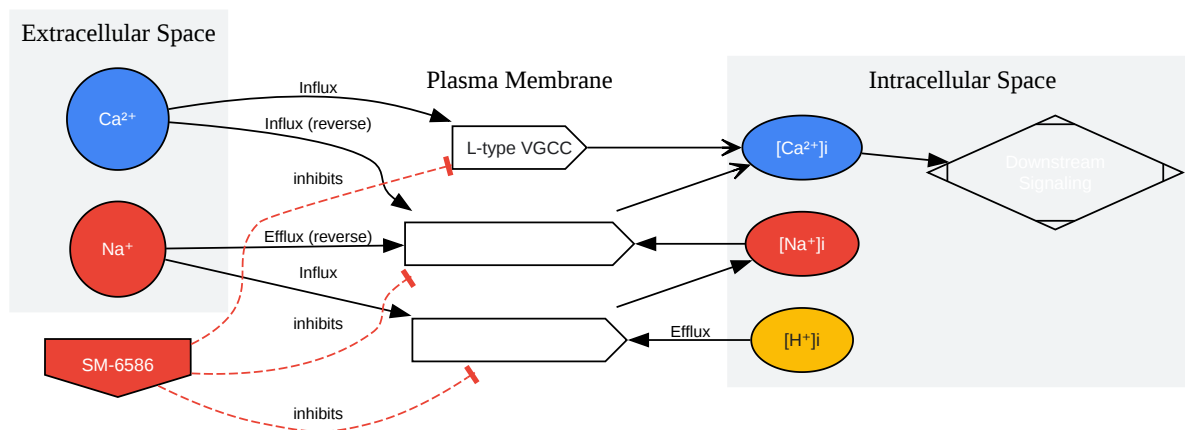 Extracellular Space
Plasma Membrane
Intracellular Space
Ca²⁺
Influx
Influx (reverse)
L-type VGCC
[Ca²⁺]i
Downstream
Signaling
inhibits
Na⁺
Efflux (reverse)
[Na⁺]i
Influx
inhibits
Efflux
[H⁺]i
SM-6586
inhibits